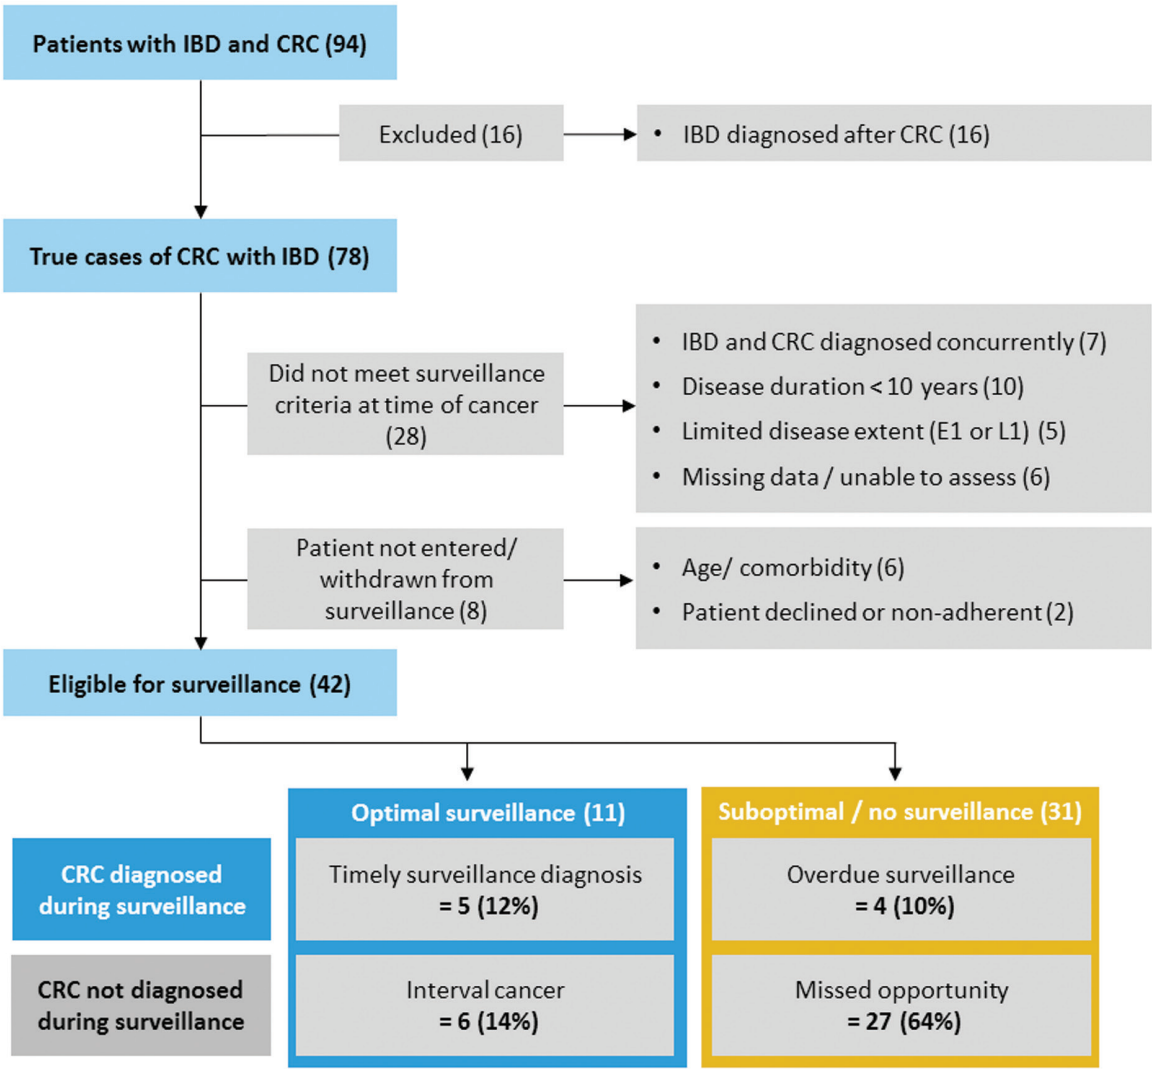 Patients with IBD and CRC (94)
Excluded (16)
• IBD diagnosed after CRC (16)
True cases of CRC with IBD (78)
Did not meet surveillance
criteria at time of cancer
(28)
• IBD and CRC diagnosed concurrently (7)
• Disease duration < 10 years (10)
• Limited disease extent (E1 or L1) (5)
• Missing data / unable to assess (6)
Patient not entered/
withdrawn from
surveillance (8)
• Age/ comorbidity (6)
• Patient declined or non-adherent (2)
Eligible for surveillance (42)
Optimal surveillance (11)
Suboptimal / no surveillance (31)
CRC diagnosed
during surveillance
Timely surveillance diagnosis
= 5 (12%)
Overdue surveillance
= 4 (10%)
CRC not diagnosed
during surveillance
Interval cancer
= 6 (14%)
Missed opportunity
= 27 (64%)